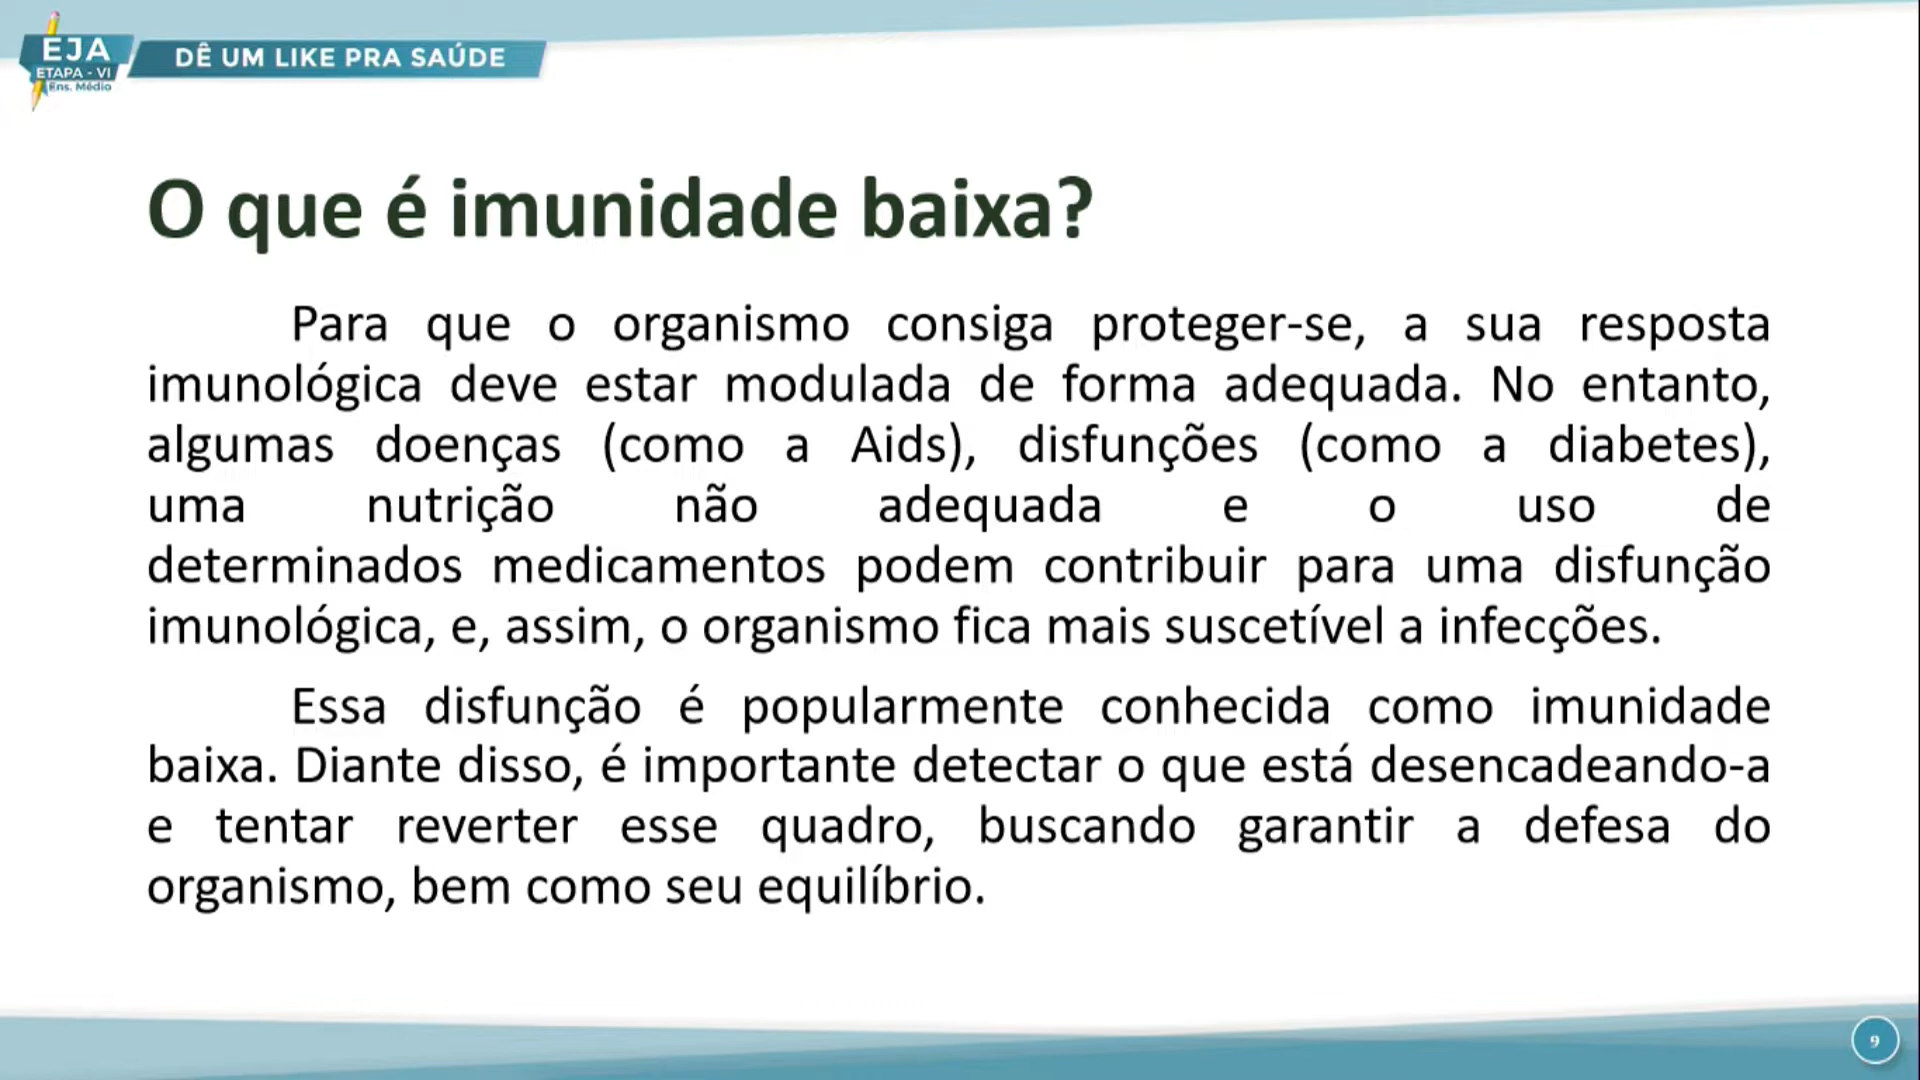 EJA
ETAPA - VI
Ens. Médio
DÊ UM LIKE PRA SAÚDE
O que é imunidade baixa?
Para que o organismo consiga proteger-se, a sua resposta
imunológica deve estar modulada de forma adequada. No entanto,
algumas doenças (como a Aids), disfunções (como a diabetes),
uma nutrição não adequada e o uso de
determinados medicamentos podem contribuir para uma disfunção
imunológica, e, assim, o organismo fica mais suscetível a infecções.
Essa disfunção é popularmente conhecida como imunidade
baixa. Diante disso, é importante detectar o que está desencadeando-a
e tentar reverter esse quadro, buscando garantir a defesa do
organismo, bem como seu equilíbrio.
9